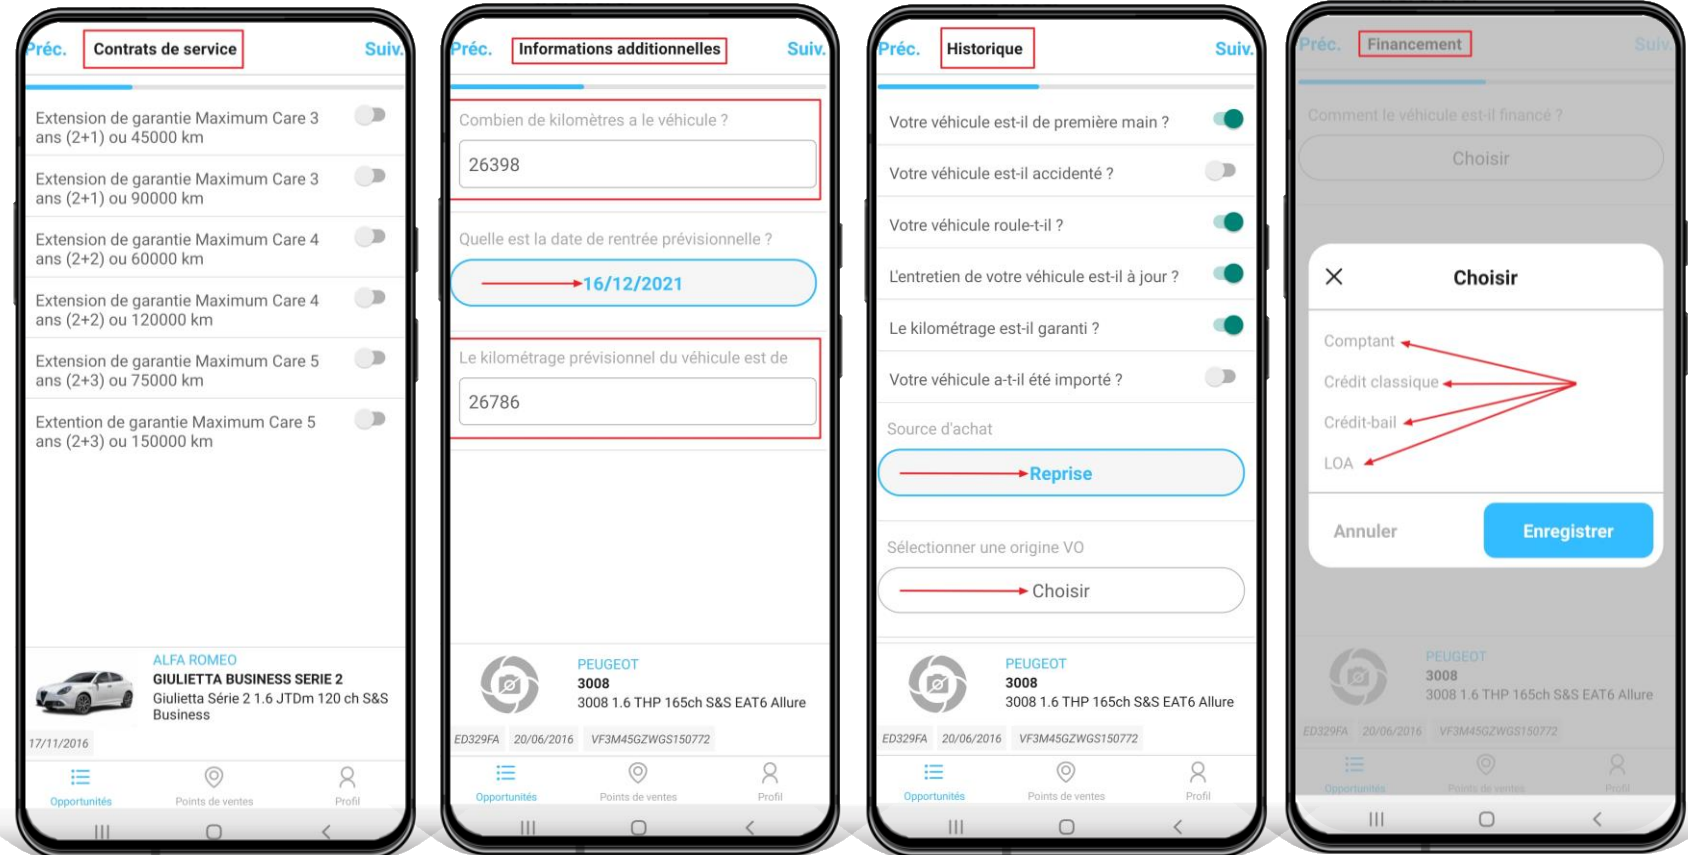 Préc.
Contrats de service
Suiv.
Extension de garantie Maximum Care 3
ans (2+1) ou 45000 km
Extension de garantie Maximum Care 3
ans (2+1) ou 90000 km
Extension de garantie Maximum Care 4
ans (2+2) ou 60000 km
Extension de garantie Maximum Care 4
ans (2+2) ou 120000 km
Extension de garantie Maximum Care 5
ans (2+3) ou 75000 km
Extention de garantie Maximum Care 5
ans (2+3) ou 150000 km
ALFA ROMEO
GIULIETTA BUSINESS SERIE 2
Giulietta Série 2 1.6 JTDm 120 ch S&S
Business
17/11/2016
Opportunités
Points de ventes
Profil
Préc.
Informations additionnelles
Suiv.
Combien de kilomètres a le véhicule ?
26398
Quelle est la date de rentrée prévisionnelle ?
16/12/2021
Le kilométrage prévisionnel du véhicule est de
26786
PEUGEOT
3008
3008 1.6 THP 165ch S&S EAT6 Allure
ED329FA 20/06/2016 VF3M45GZWGS150772
Opportunités
Points de ventes
Profil
Préc.
Historique
Suiv.
Votre véhicule est-il de première main ?
Votre véhicule est-il accidenté ?
Votre véhicule roule-t-il ?
L'entretien de votre véhicule est-il à jour ?
Le kilométrage est-il garanti ?
Votre véhicule a-t-il été importé ?
Source d'achat
Reprise
Sélectionner une origine VO
Choisir
PEUGEOT
3008
3008 1.6 THP 165ch S&S EAT6 Allure
ED329FA 20/06/2016 VF3M45GZWGS150772
Opportunités
Points de ventes
Profil
Préc.
Financement
Suiv.
Comment le véhicule est-il financé ?
Choisir
Choisir
Comptant
Crédit classique
Crédit-bail
LOA
Annuler
Enregistrer
PEUGEOT
3008
3008 1.6 THP 165ch S&S EAT6 Allure
ED329FA 20/06/2016 VF3M45GZWGS150772
Opportunités
Points de ventes
Profil